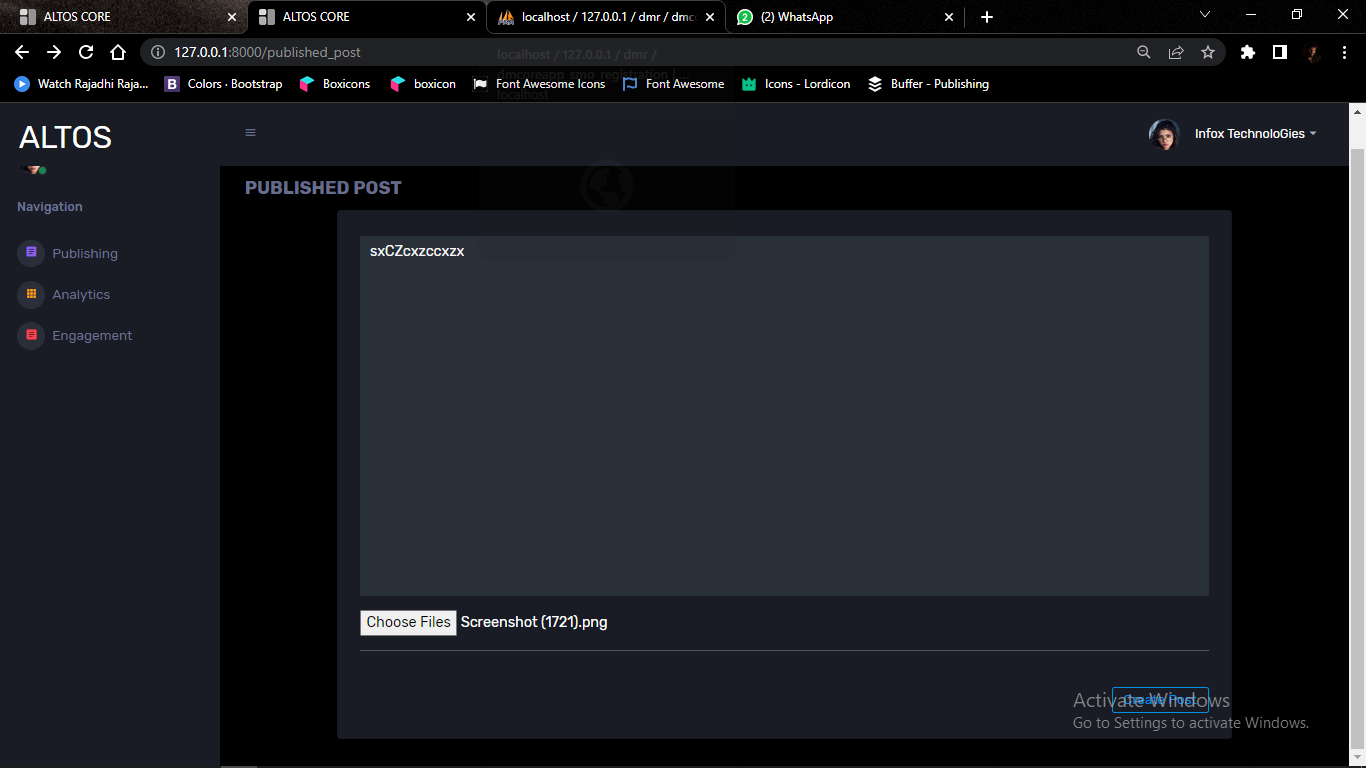 ALTOS CORE
ALTOS CORE
localhost / 127.0.0.1 / dmr / dmc
(2) WhatsApp
127.0.0.1:8000/published_post
Watch Rajadhi Raja...
Colors · Bootstrap
Boxicons
boxicon
Font Awesome Icons
Font Awesome
Icons - Lordicon
Buffer - Publishing
localhost / 127.0.0.1 / dmr /
dmcoreapp_smo_registration |
localhost
ALTOS
Infox TechnoloGies
Navigation
Publishing
Analytics
Engagement
PUBLISHED POST
sxCZcxzccxzx
Choose Files Screenshot (1721).png
Create Post
Activate Windows
Go to Settings to activate Windows.